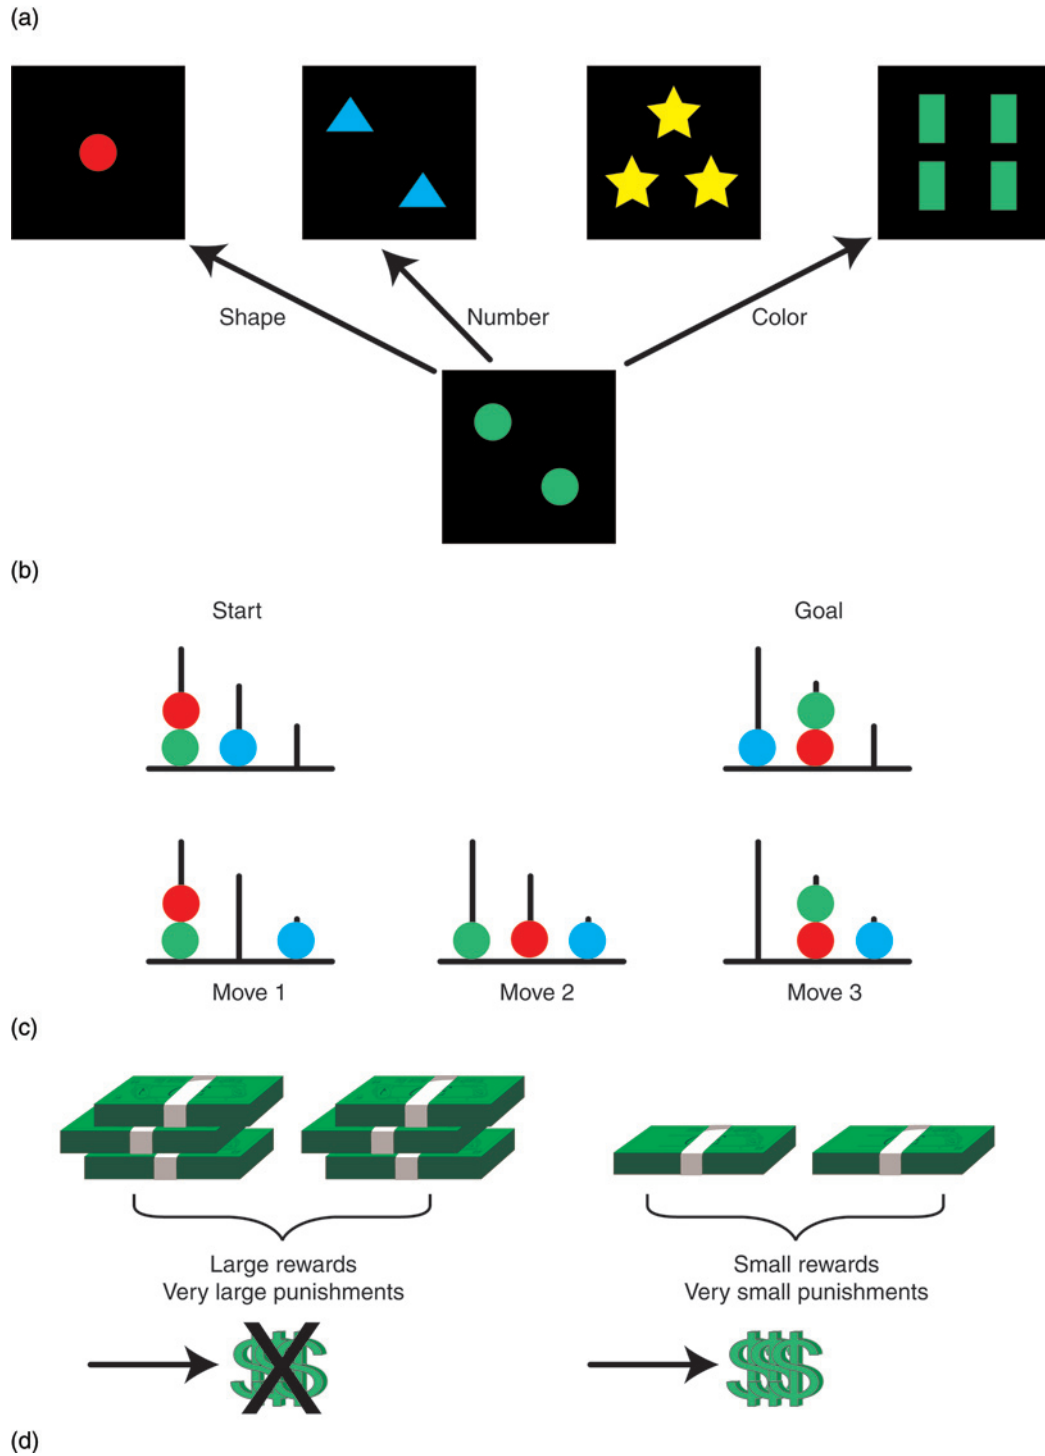 (a)
Shape
Number
Color
(b)
Start
Goal
Move 1
Move 2
Move 3
(c)
Large rewards
Very large punishments
Small rewards
Very small punishments
$$$
X
$$$
(d)